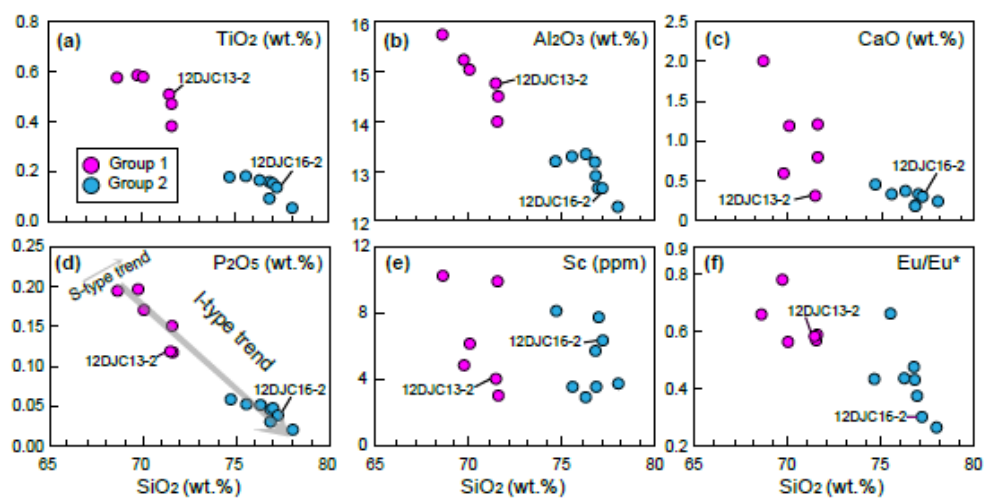 (a) TiO2 (wt.%)
0.8
0.6
0.4
0.2
0.0
12DJC13-2
12DJC16-2
Group 1
Group 2
(b) Al2O3 (wt.%)
16
15
14
13
12
12DJC13-2
12DJC16-2
(c) CaO (wt.%)
2.5
2.0
1.5
1.0
0.5
0
12DJC16-2
12DJC13-2
(d) P2O5 (wt.%)
0.25
0.20
0.15
0.10
0.05
0.00
S-type trend
I-type trend
12DJC13-2
12DJC16-2
65 70 75 80
SiO2 (wt.%)
(e) Sc (ppm)
12
8
4
0
12DJC16-2
12DJC13-2
65 70 75 80
SiO2 (wt.%)
(f) Eu/Eu*
0.9
0.8
0.6
0.4
0.2
12DJC13-2
12DJC16-2
65 70 75 80
SiO2 (wt.%)